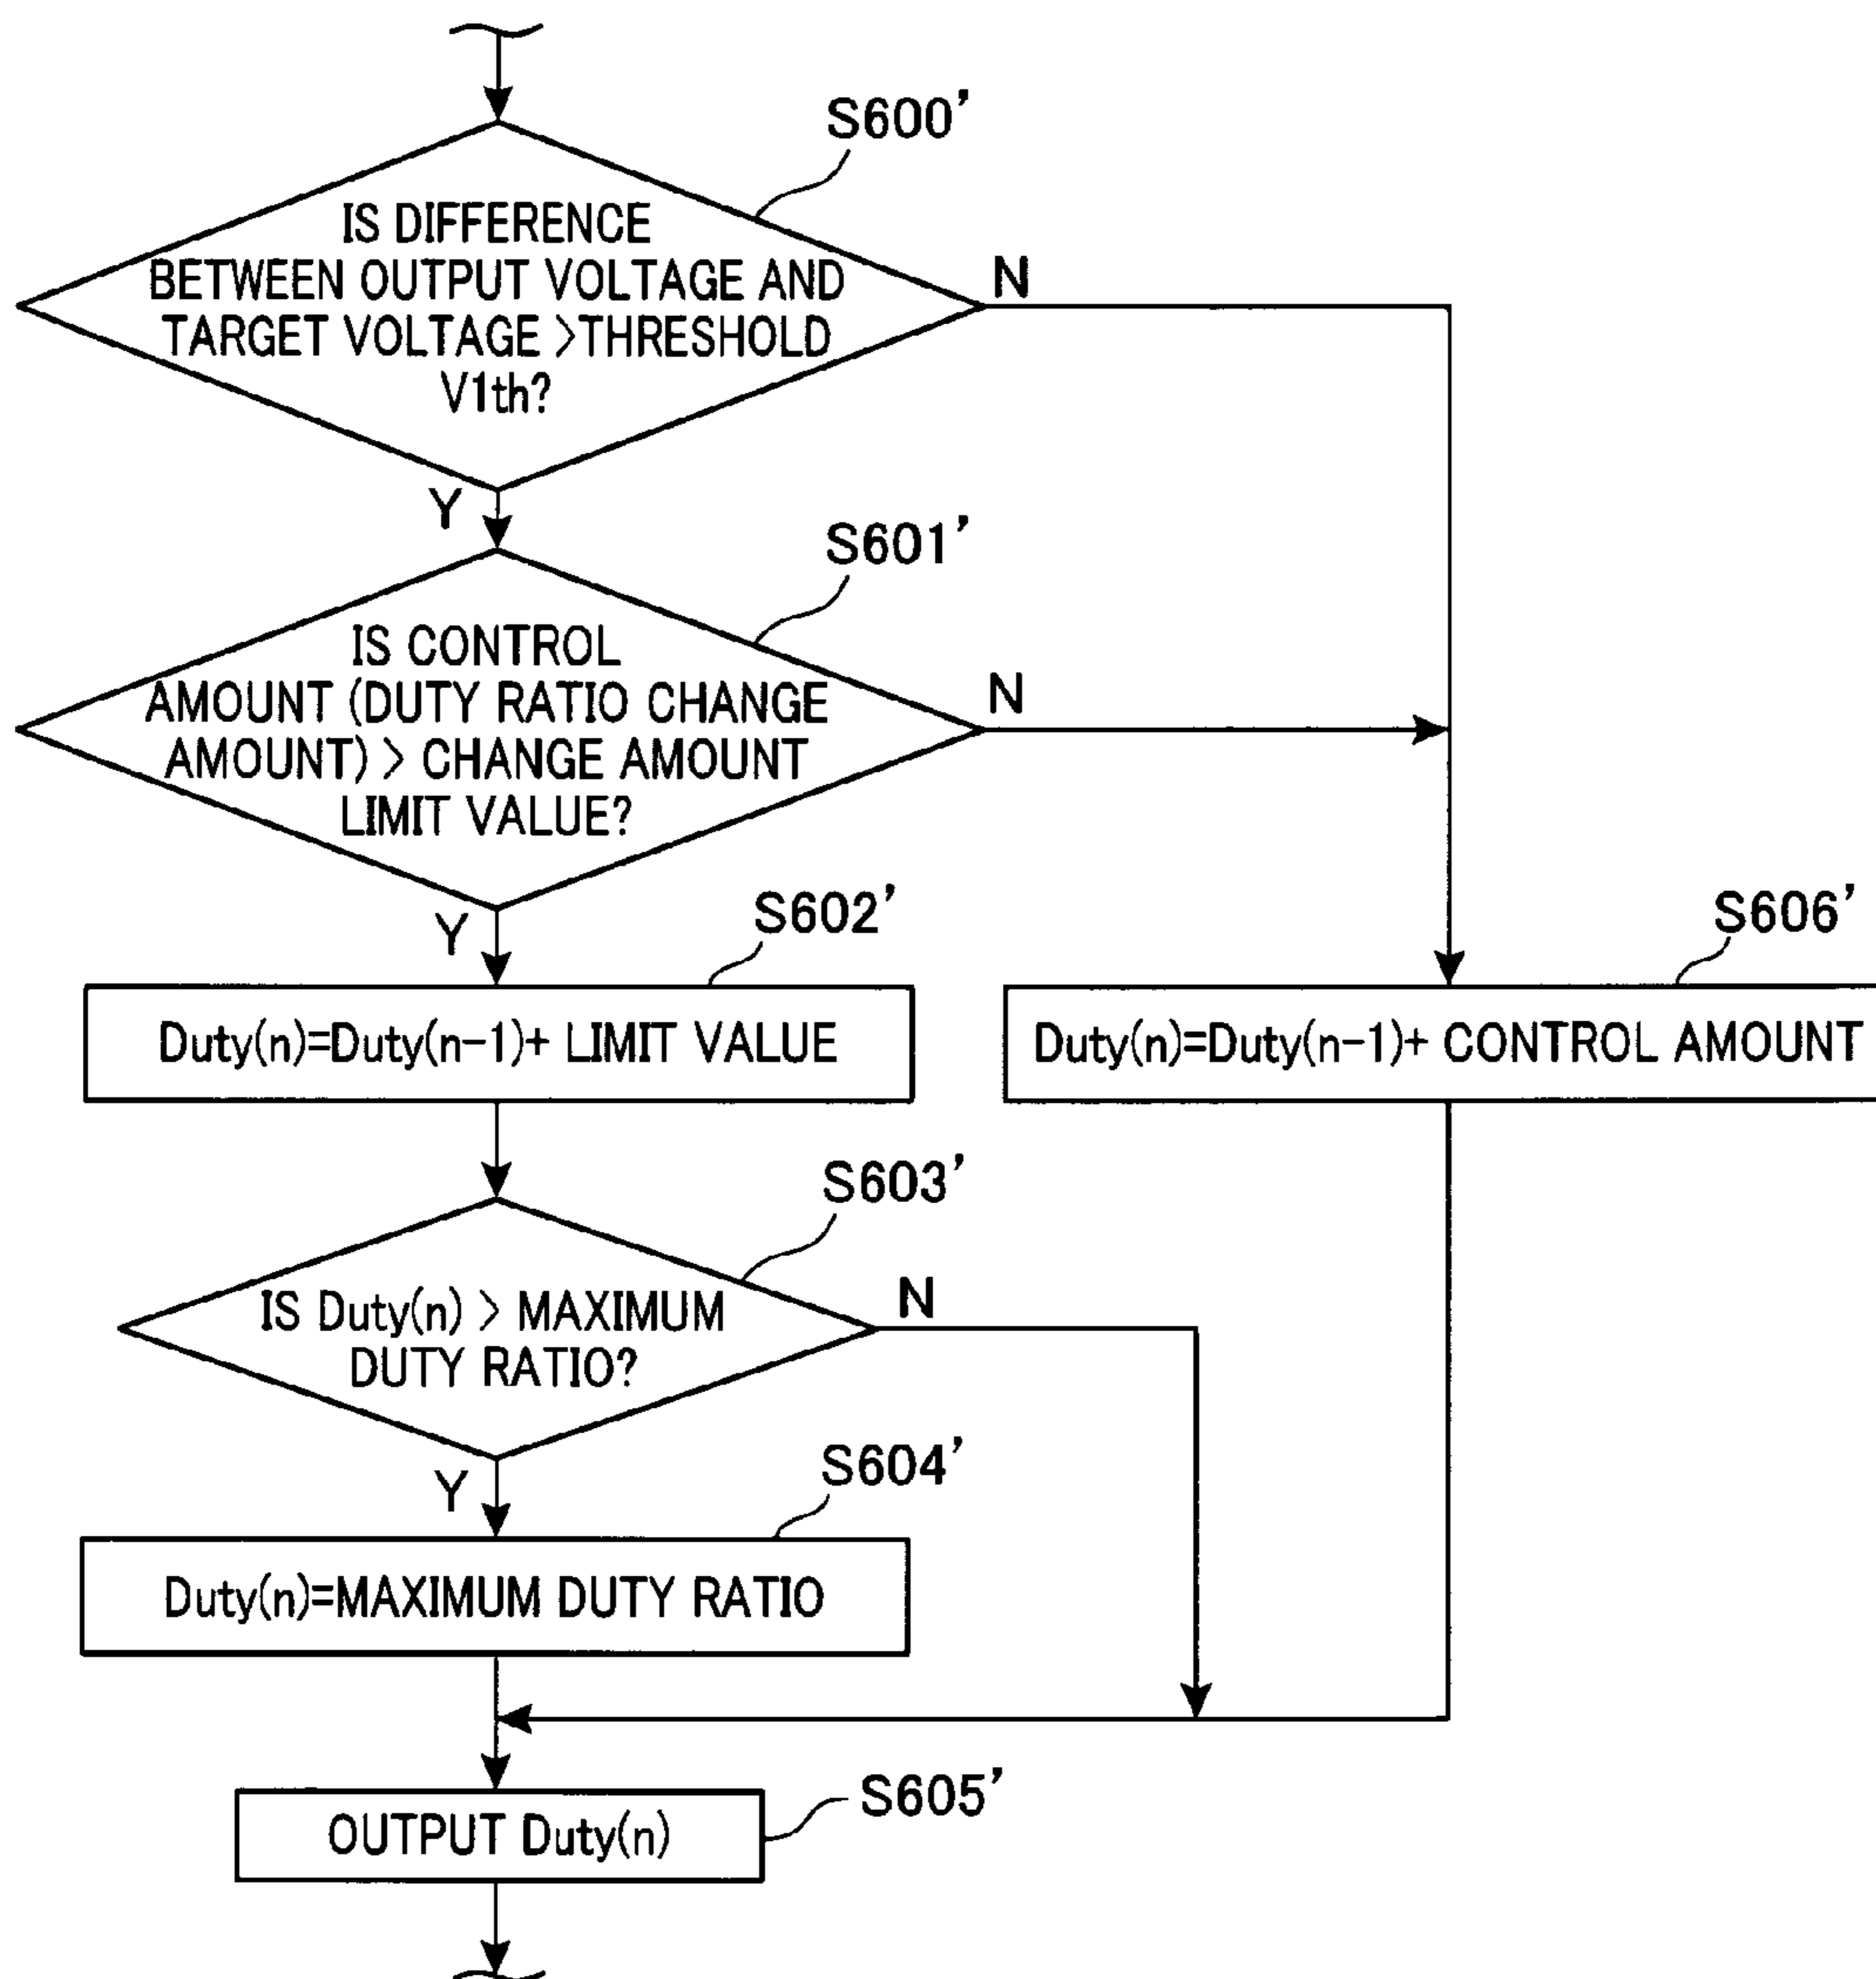 S600'
IS DIFFERENCE
BETWEEN OUTPUT VOLTAGE AND
TARGET VOLTAGE >THRESHOLD
V1th?
N
Y
S601'
IS CONTROL
AMOUNT (DUTY RATIO CHANGE
AMOUNT) > CHANGE AMOUNT
LIMIT VALUE?
N
Y
S602'
Duty(n)=Duty(n-1)+ LIMIT VALUE
S606'
Duty(n)=Duty(n-1)+ CONTROL AMOUNT
S603'
IS Duty(n) > MAXIMUM
DUTY RATIO?
N
Y
S604'
Duty(n)=MAXIMUM DUTY RATIO
S605'
OUTPUT Duty(n)